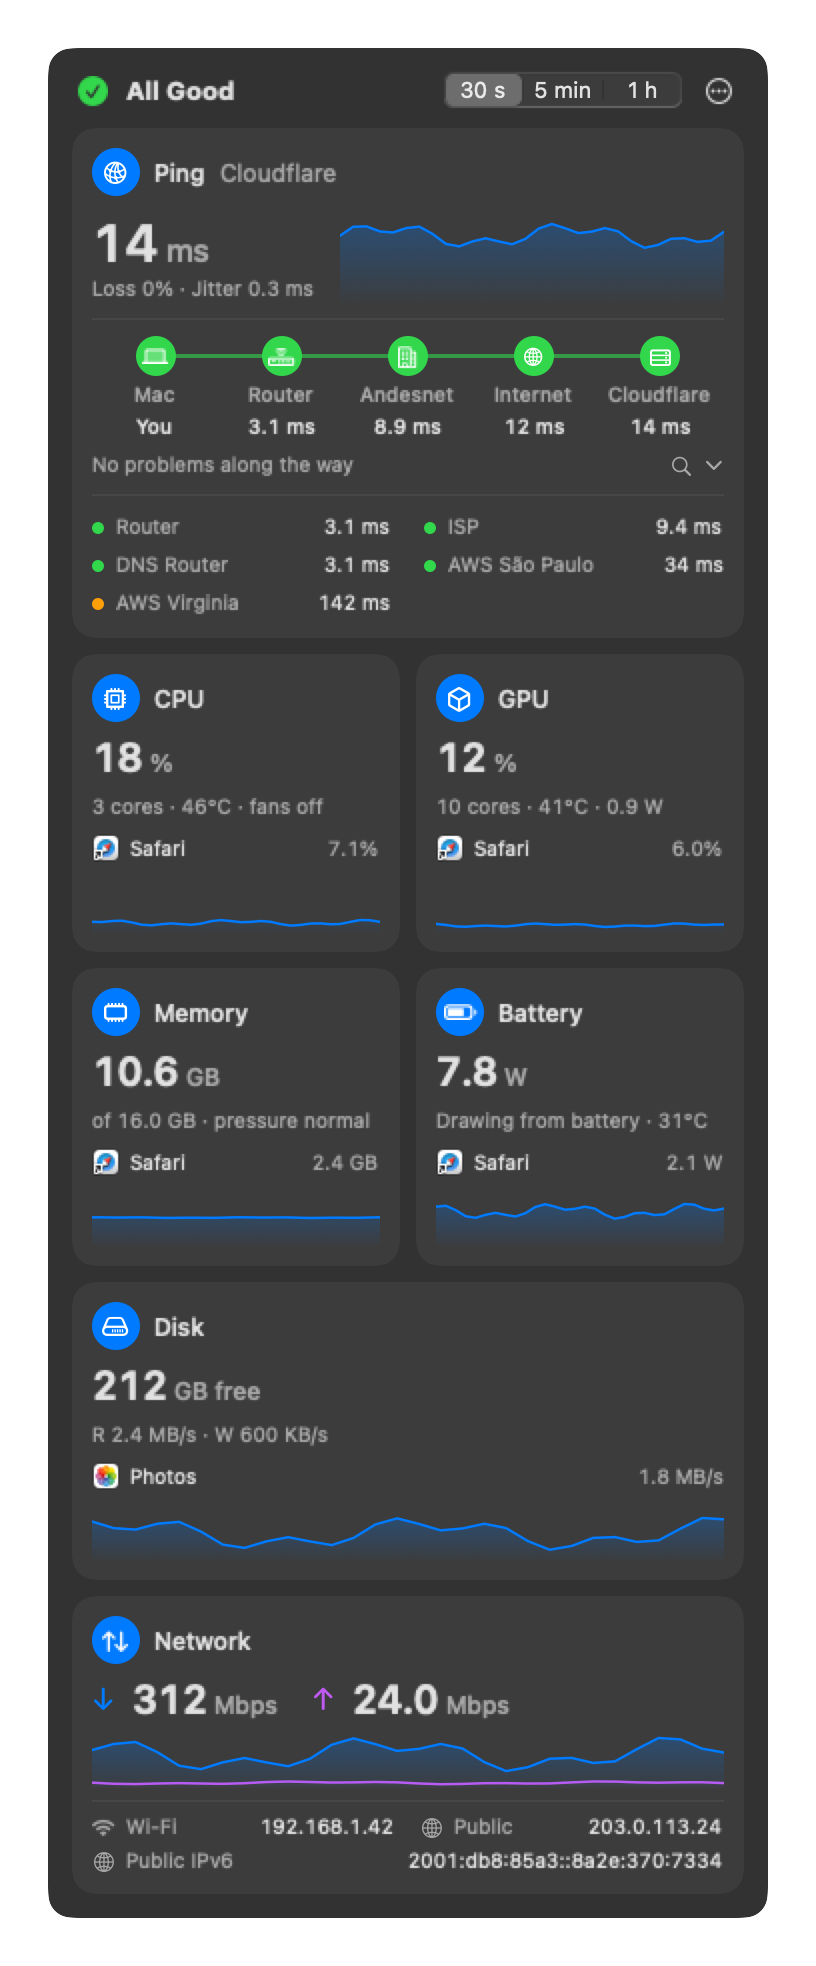 All Good
30 s 5 min 1 h
Ping Cloudflare
14 ms
Loss 0% · Jitter 0.3 ms
Mac Router Andesnet Internet Cloudflare
You 3.1 ms 8.9 ms 12 ms 14 ms
No problems along the way
Router 3.1 ms ISP 9.4 ms
DNS Router 3.1 ms AWS São Paulo 34 ms
AWS Virginia 142 ms
CPU
18 %
3 cores · 46°C · fans off
Safari 7.1%
GPU
12 %
10 cores · 41°C · 0.9 W
Safari 6.0%
Memory
10.6 GB
of 16.0 GB · pressure normal
Safari 2.4 GB
Battery
7.8 W
Drawing from battery · 31°C
Safari 2.1 W
Disk
212 GB free
R 2.4 MB/s · W 600 KB/s
Photos 1.8 MB/s
Network
↓ 312 Mbps ↑ 24.0 Mbps
Wi-Fi 192.168.1.42 Public 203.0.113.24
Public IPv6 2001:db8:85a3::8a2e:370:7334